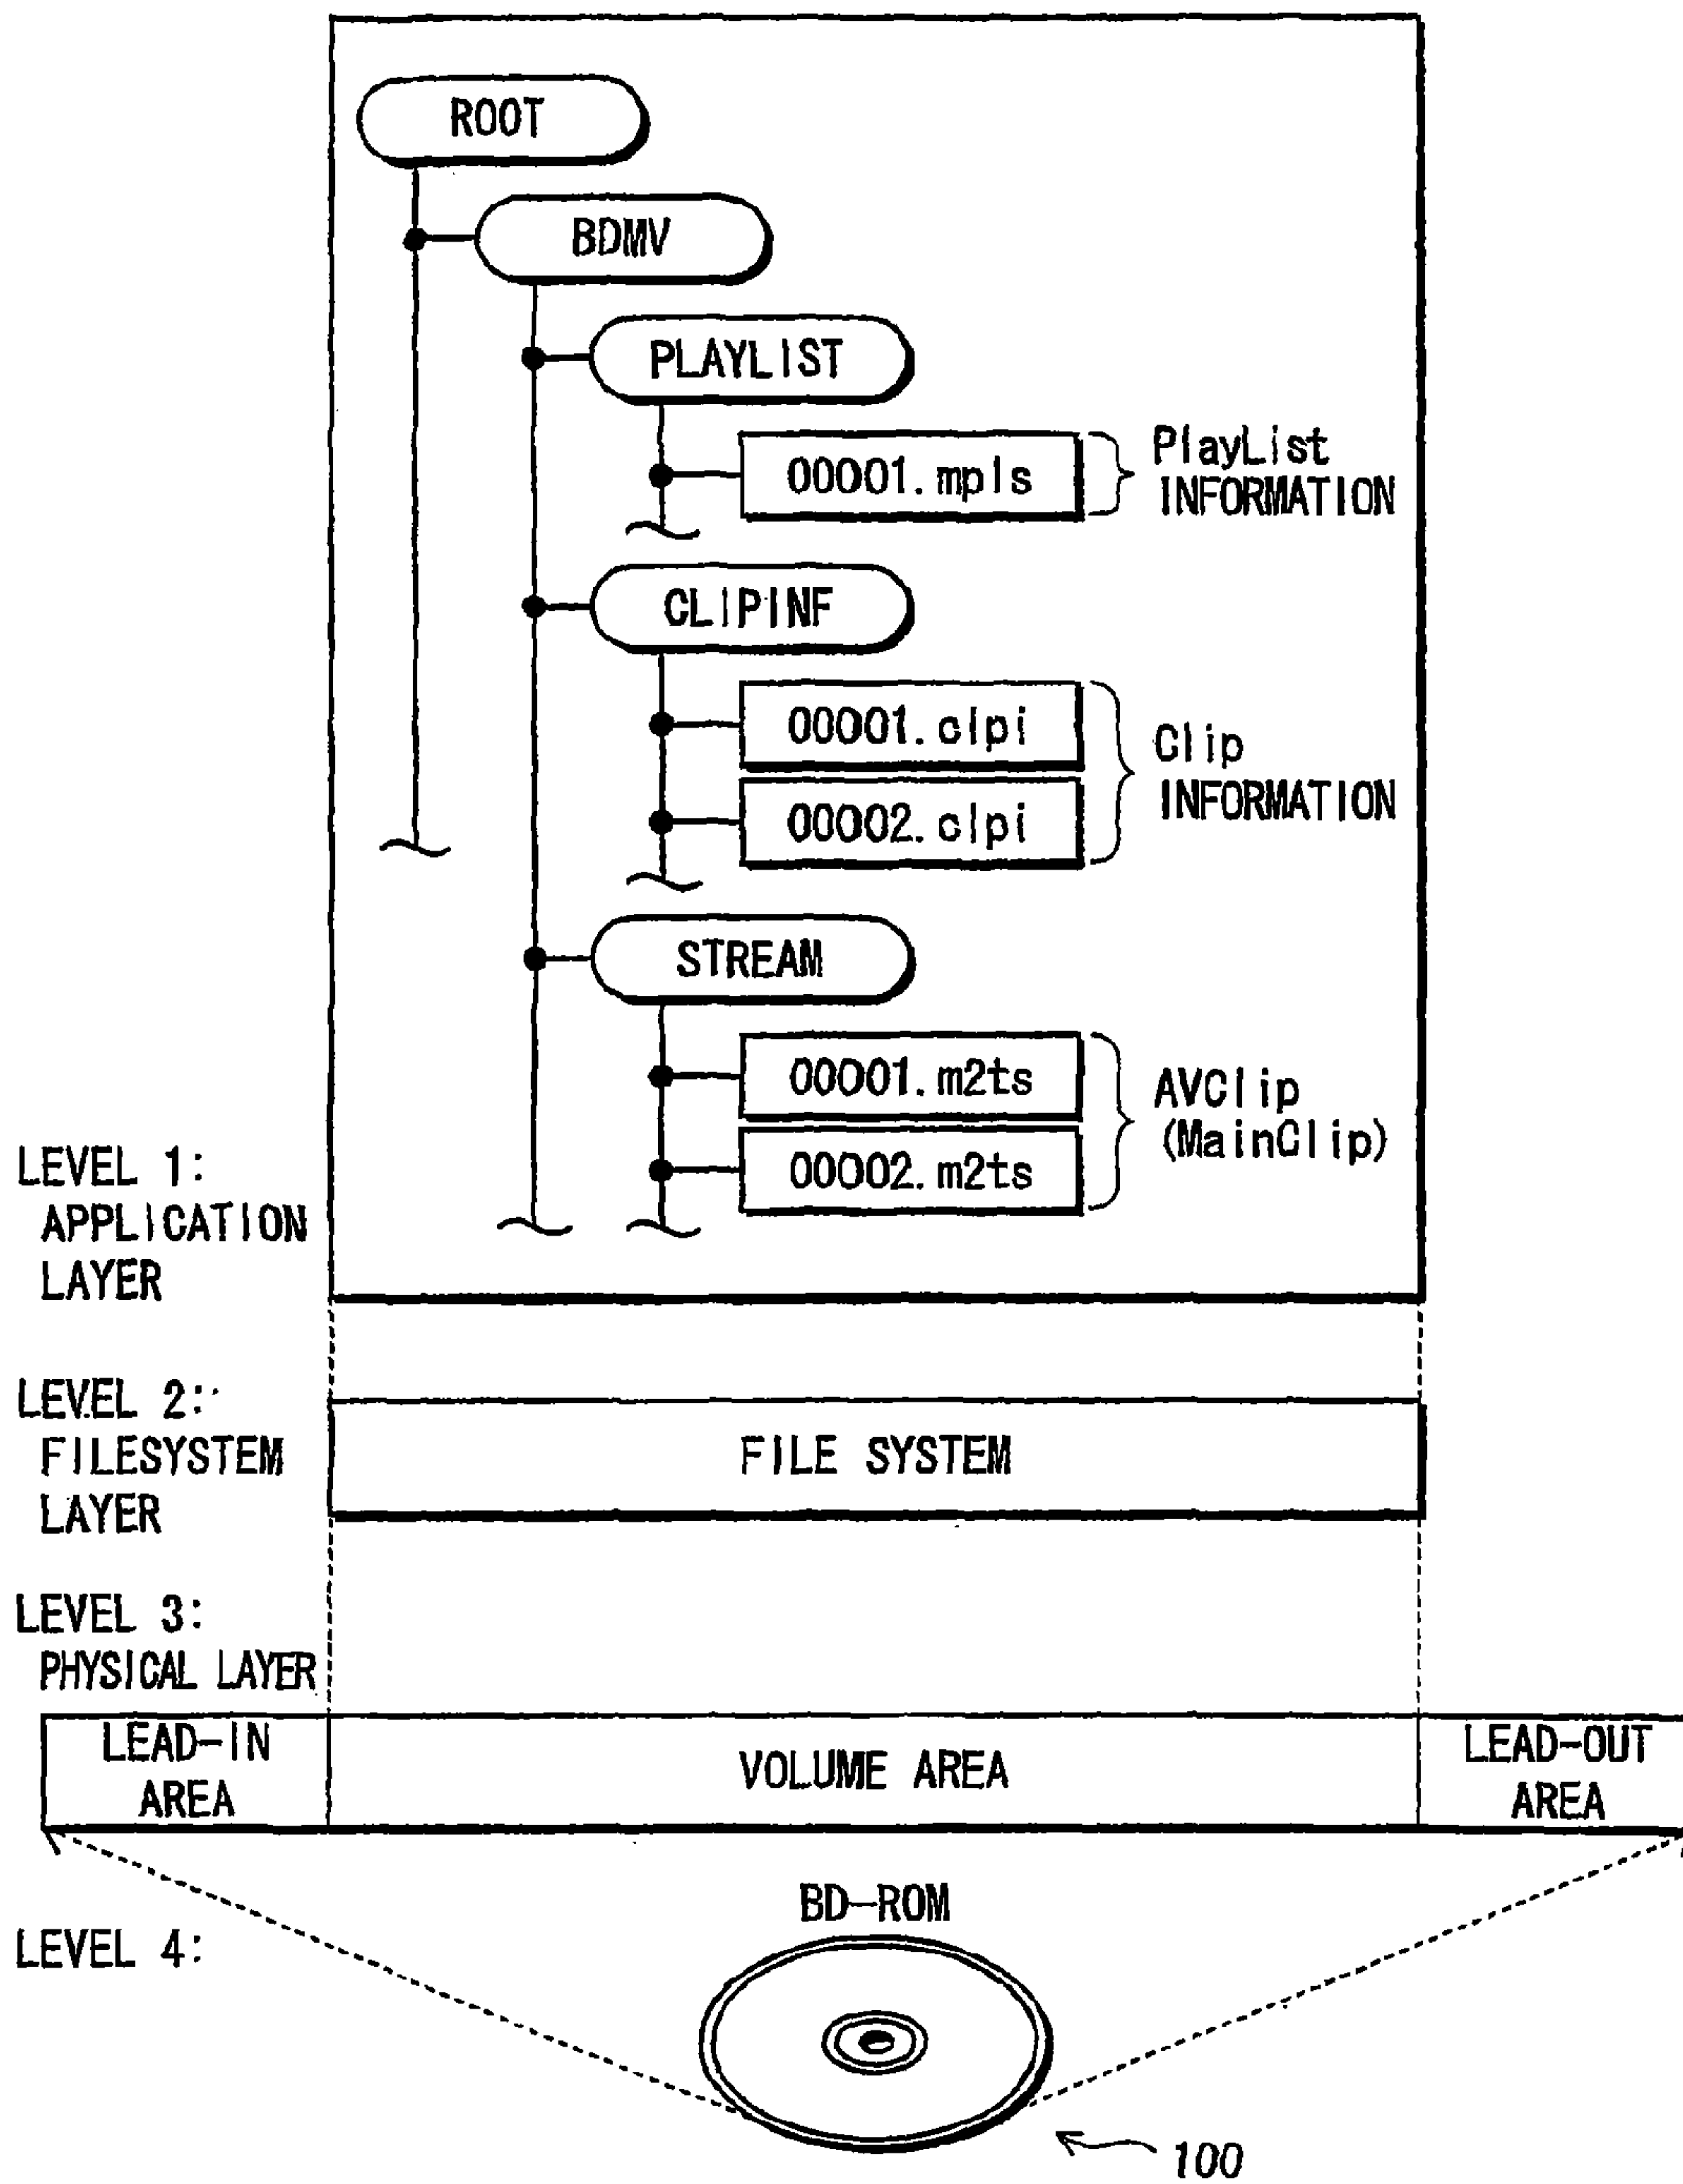 ROOT
BDMV
PLAYLIST
00001.mpls
PlayList
INFORMATION
CLIPINF
00001.clpi
00002.clpi
Clip
INFORMATION
STREAM
00001.m2ts
00002.m2ts
AVClip
(MainClip)
LEVEL 1:
APPLICATION
LAYER
LEVEL 2:
FILESYSTEM
LAYER
FILE SYSTEM
LEVEL 3:
PHYSICAL LAYER
LEAD-IN
AREA
VOLUME AREA
LEAD-OUT
AREA
BD-ROM
LEVEL 4:
100